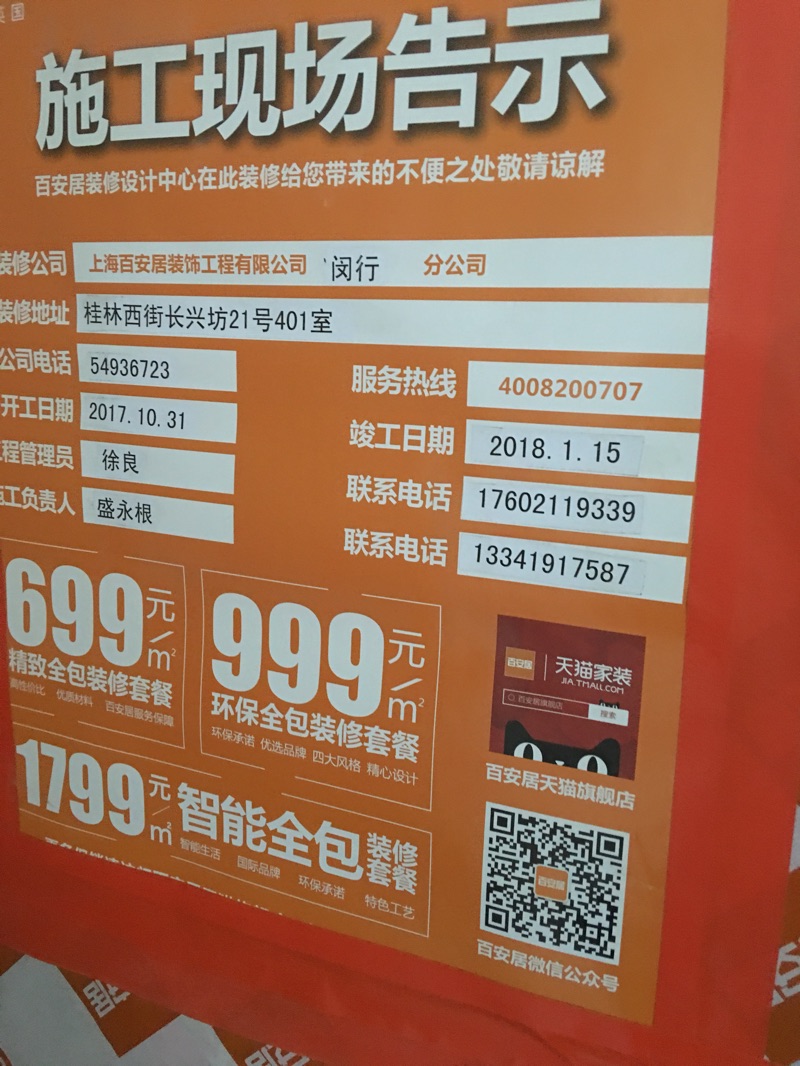 英国
施工现场告示
百安居装修设计中心在此装修给您带来的不便之处敬请谅解
装修公司 上海百安居装饰工程有限公司 闵行 分公司
装修地址 桂林西街长兴坊21号401室
公司电话 54936723 服务热线 4008200707
开工日期 2017.10.31 竣工日期 2018.1.15
工程管理员 徐良 联系电话 17602119339
施工负责人 盛永根 联系电话 13341917587
699元/m²
精致全包装修套餐
高性价比 优质材料 百安居服务保障
999元/m²
环保全包装修套餐
环保承诺 优选品牌 四大风格 精心设计
1799元/m² 智能全包装修套餐
智能生活 国际品牌 环保承诺 特色工艺
百安居 天猫家装
JIA.TMALL.COM
百安居旗舰店 搜索
百安居天猫旗舰店
百安居
百安居微信公众号